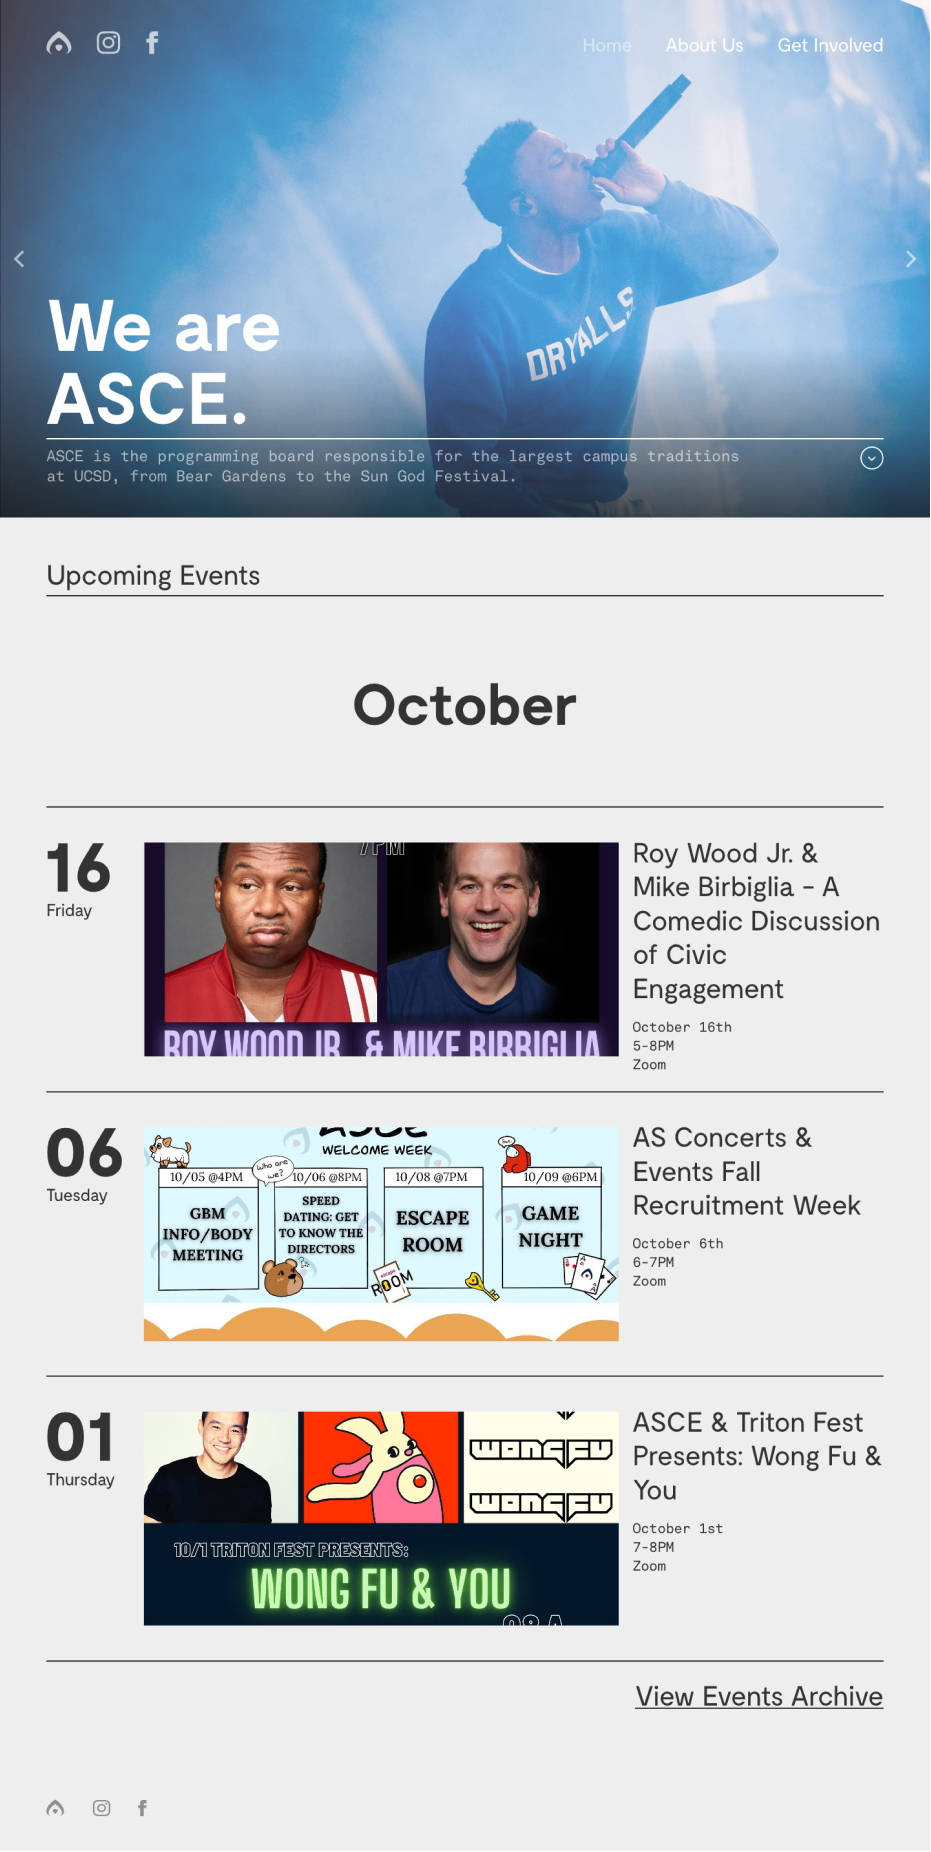 Home About Us Get Involved
DRYALLS
We are
ASCE.
ASCE is the programming board responsible for the largest campus traditions
at UCSD, from Bear Gardens to the Sun God Festival.
Upcoming Events
October
16
Friday
7PM
ROY WOOD JR. & MIKE BIRBIGLIA
Roy Wood Jr. &
Mike Birbiglia - A
Comedic Discussion
of Civic
Engagement
October 16th
5-8PM
Zoom
06
Tuesday
ASCE
WELCOME WEEK
Who are
we?
10/05 @4PM
GBM
INFO/BODY
MEETING
10/06 @8PM
SPEED
DATING: GET
TO KNOW THE
DIRECTORS
10/08 @7PM
ESCAPE
ROOM
ROOM
10/09 @6PM
GAME
NIGHT
AS Concerts &
Events Fall
Recruitment Week
October 6th
6-7PM
Zoom
01
Thursday
WONGFU
WONGFU
10/1 TRITON FEST PRESENTS:
WONG FU & YOU
Q&A
ASCE & Triton Fest
Presents: Wong Fu &
You
October 1st
7-8PM
Zoom
View Events Archive